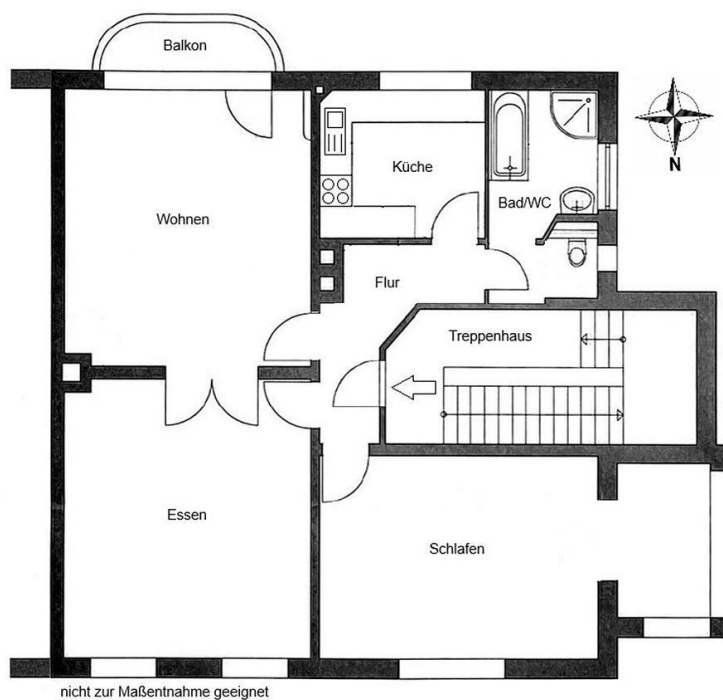 Balkon
Küche
Bad/WC
Wohnen
N
Flur
Treppenhaus
Essen
Schlafen
nicht zur Maßentnahme geeignet